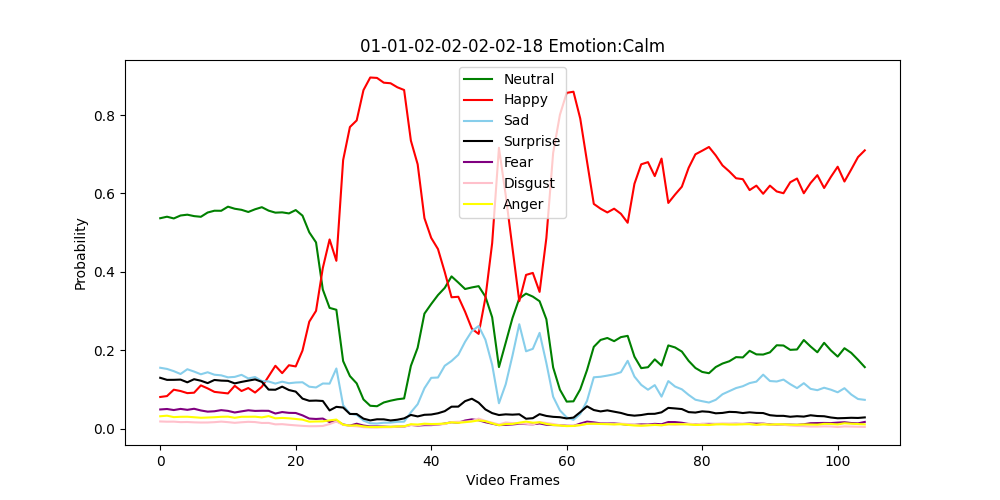 01-01-02-02-02-02-18 Emotion:Calm
Neutral
Happy
Sad
Surprise
Fear
Disgust
Anger
Probability
0.8
0.6
0.4
0.2
0.0
0 20 40 60 80 100
Video Frames